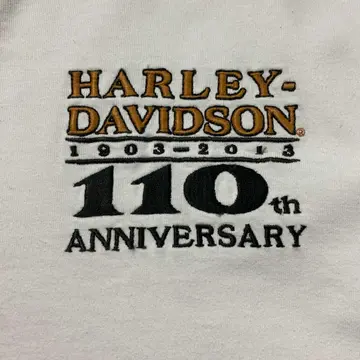 HARLEY-
DAVIDSON®
1903-2013
110th
ANNIVERSARY